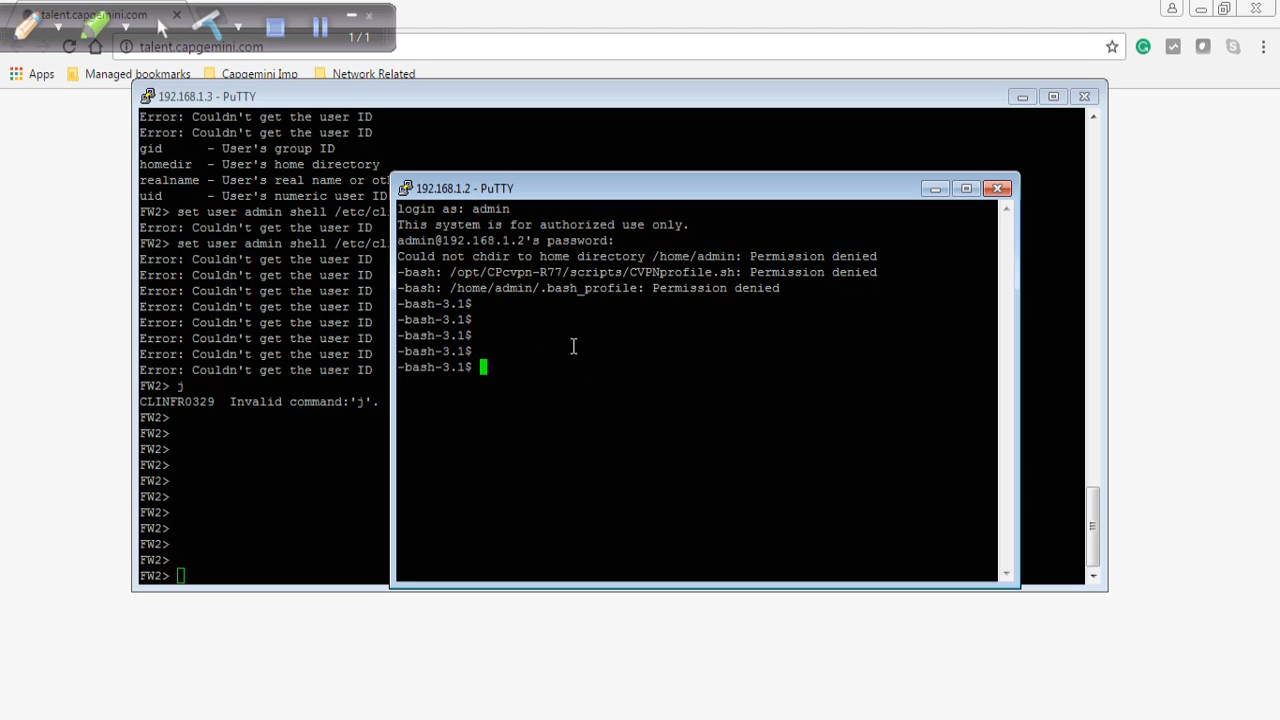 talent.capgemini.com
1/1
talent.capgemini.com
Apps Managed bookmarks Capgemini Imp Network Related
192.168.1.3 - PuTTY
Error: Couldn't get the user ID
Error: Couldn't get the user ID
gid - User's group ID
homedir - User's home directory
realname - User's real name or
uid - User's numeric user ID
FW2> set user admin shell /etc/cl
FW2> set user admin shell /etc/cl
Error: Couldn't get the user ID
Error: Couldn't get the user ID
Error: Couldn't get the user ID
Error: Couldn't get the user ID
Error: Couldn't get the user ID
Error: Couldn't get the user ID
Error: Couldn't get the user ID
Error: Couldn't get the user ID
FW2> j
CLINFR0329 Invalid command:'j'.
FW2>
FW2>
FW2>
FW2>
FW2>
FW2>
FW2>
FW2>
FW2>
FW2>
FW2>
192.168.1.2 - PuTTY
login as: admin
This system is for authorized use only.
admin@192.168.1.2's password:
Could not chdir to home directory /home/admin: Permission denied
-bash: /opt/CPcvpn-R77/scripts/CVPNprofile.sh: Permission denied
-bash: /home/admin/.bash_profile: Permission denied
-bash-3.1$
-bash-3.1$
-bash-3.1$
-bash-3.1$
-bash-3.1$